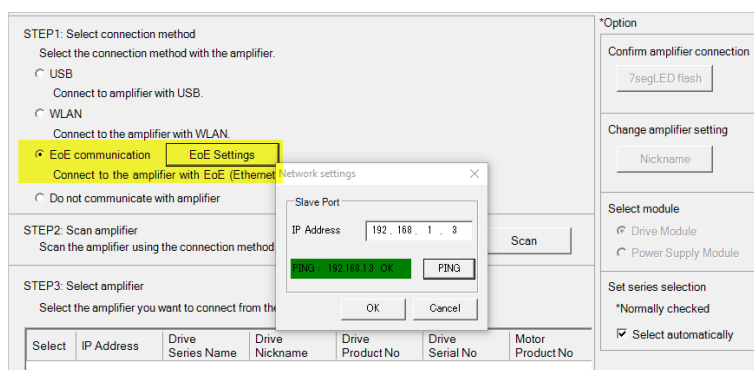 STEP1: Select connection method
Select the connection method with the amplifier.
USB
Connect to amplifier with USB.
WLAN
Connect to the amplifier with WLAN.
EoE communication
EoE Settings
Connect to the amplifier with EoE (Ethernet
Do not communicate with amplifier
STEP2: Scan amplifier
Scan the amplifier using the connection method
Scan
STEP3: Select amplifier
Select the amplifier you want to connect from the
Select
IP Address
Drive
Series Name
Drive
Nickname
Drive
Product No
Drive
Serial No
Motor
Product No
Network settings
Slave Port
IP Address
192 . 168 . 1 . 3
PING : 192.168.1.3 OK
PING
OK
Cancel
*Option
Confirm amplifier connection
7segLED flash
Change amplifier setting
Nickname
Select module
Drive Module
Power Supply Module
Set series selection
*Normally checked
Select automatically